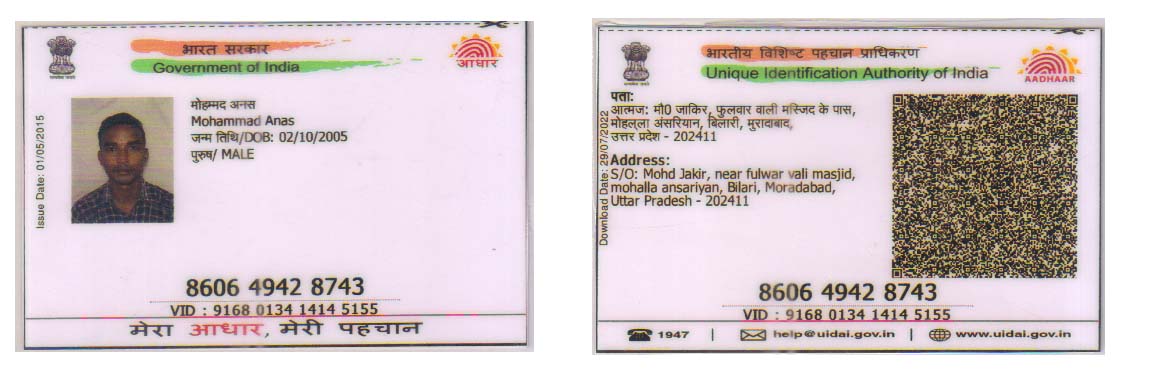 भारत सरकार
Government of India
आधार
Issue Date: 01/05/2015
मोहम्मद अनस
Mohammad Anas
जन्म तिथि/DOB: 02/10/2005
पुरुष/ MALE
8606 4942 8743
VID : 9168 0134 1414 5155
मेरा आधार, मेरी पहचान
भारतीय विशिष्ट पहचान प्राधिकरण
Unique Identification Authority of India
AADHAAR
Download Date: 29/07/2022
पता:
आत्मज: मौ0 जाकिर, फुलवार वाली मस्जिद के पास,
मोहल्ला अंसरियान, बिलारी, मुरादाबाद,
उत्तर प्रदेश - 202411
Address:
S/O: Mohd Jakir, near fulwar vali masjid,
mohalla ansariyan, Bilari, Moradabad,
Uttar Pradesh - 202411
8606 4942 8743
VID : 9168 0134 1414 5155
1947 | help@uidai.gov.in | www.uidai.gov.in